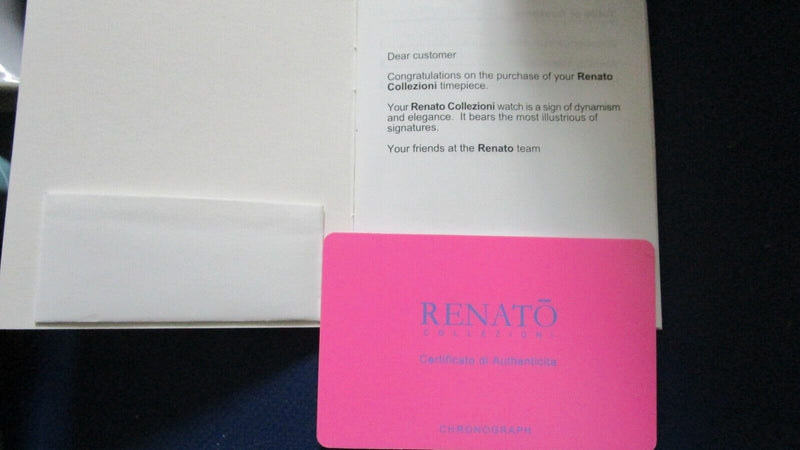 Dear customer
Congratulations on the purchase of your Renato
Collezioni timepiece.
Your Renato Collezioni watch is a sign of dynamism
and elegance. It bears the most illustrious of
signatures.
Your friends at the Renato team
RENATŌ
COLLEZIONI
Certificato di Authenticita
CHRONOGRAPH